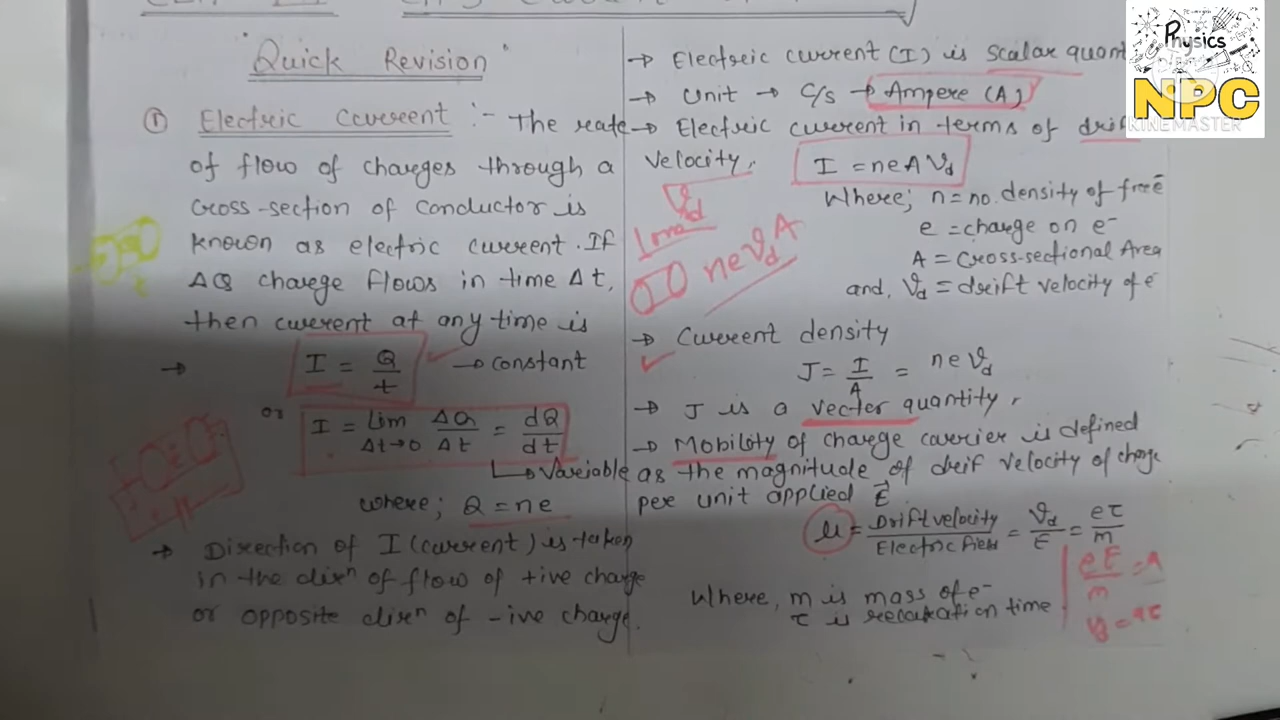 "Quick Revision"
① Electric Current :- The rate
of flow of charges through a
cross-section of conductor is
known as electric current. If
ΔQ charge flows in time Δt,
then current at any time is
→ I = Q/t → constant
or I = lim Δt→0 ΔQ/Δt = dQ/dt
↳ Variable
where; Q = ne
→ Direction of I (current) is taken
in the dirⁿ of flow of +ive charge
or opposite dirⁿ of -ive charge.
→ Electric current (I) is scalar quant
→ Unit → C/s → Ampere (A)
→ Electric current in terms of drif
velocity, I = neAVd
Vd
1m
neVdA
Where; n = no. density of free ē
e = charge on e⁻
A = Cross-sectional Area
and, Vd = drift velocity of ē
→ Current density
J = I/A = neVd
→ J is a vecter quantity,
→ Mobility of charge carrier is defined
as the magnitude of drif velocity of charge
per unit applied E⃗
μ = Drift velocity/Electric field = Vd/E = eτ/m
Where, m is mass of e⁻
τ is relaxation time
eE/m = A
Physics
NPC
KINEMASTER